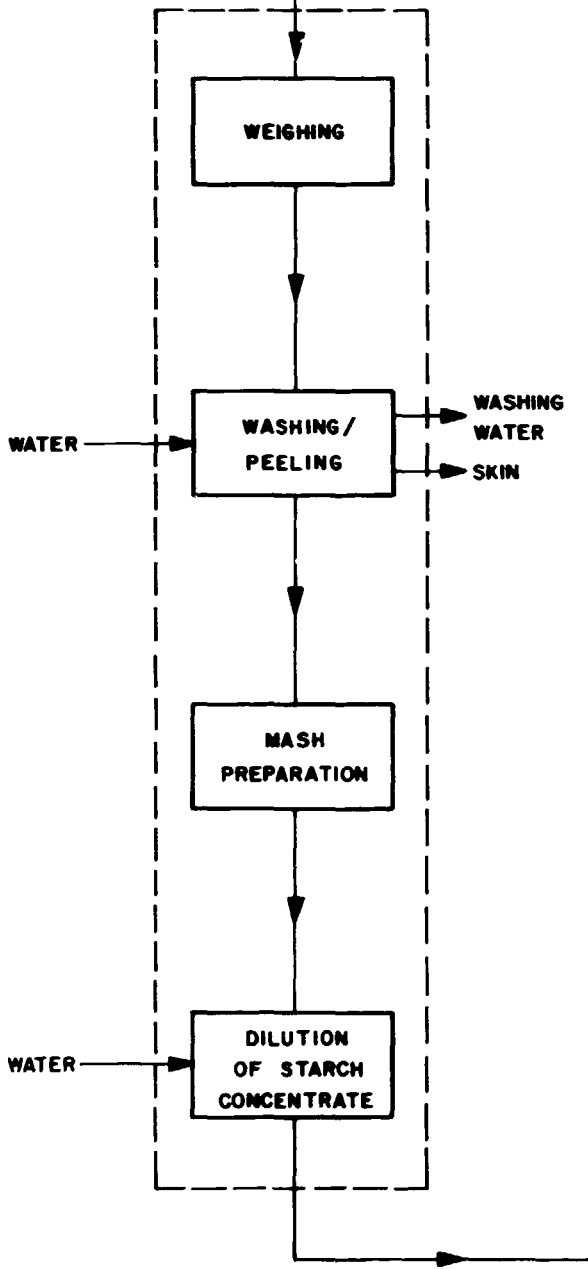 WEIGHING
WATER
WASHING/
PEELING
WASHING
WATER
SKIN
MASH
PREPARATION
WATER
DILUTION
OF STARCH
CONCENTRATE